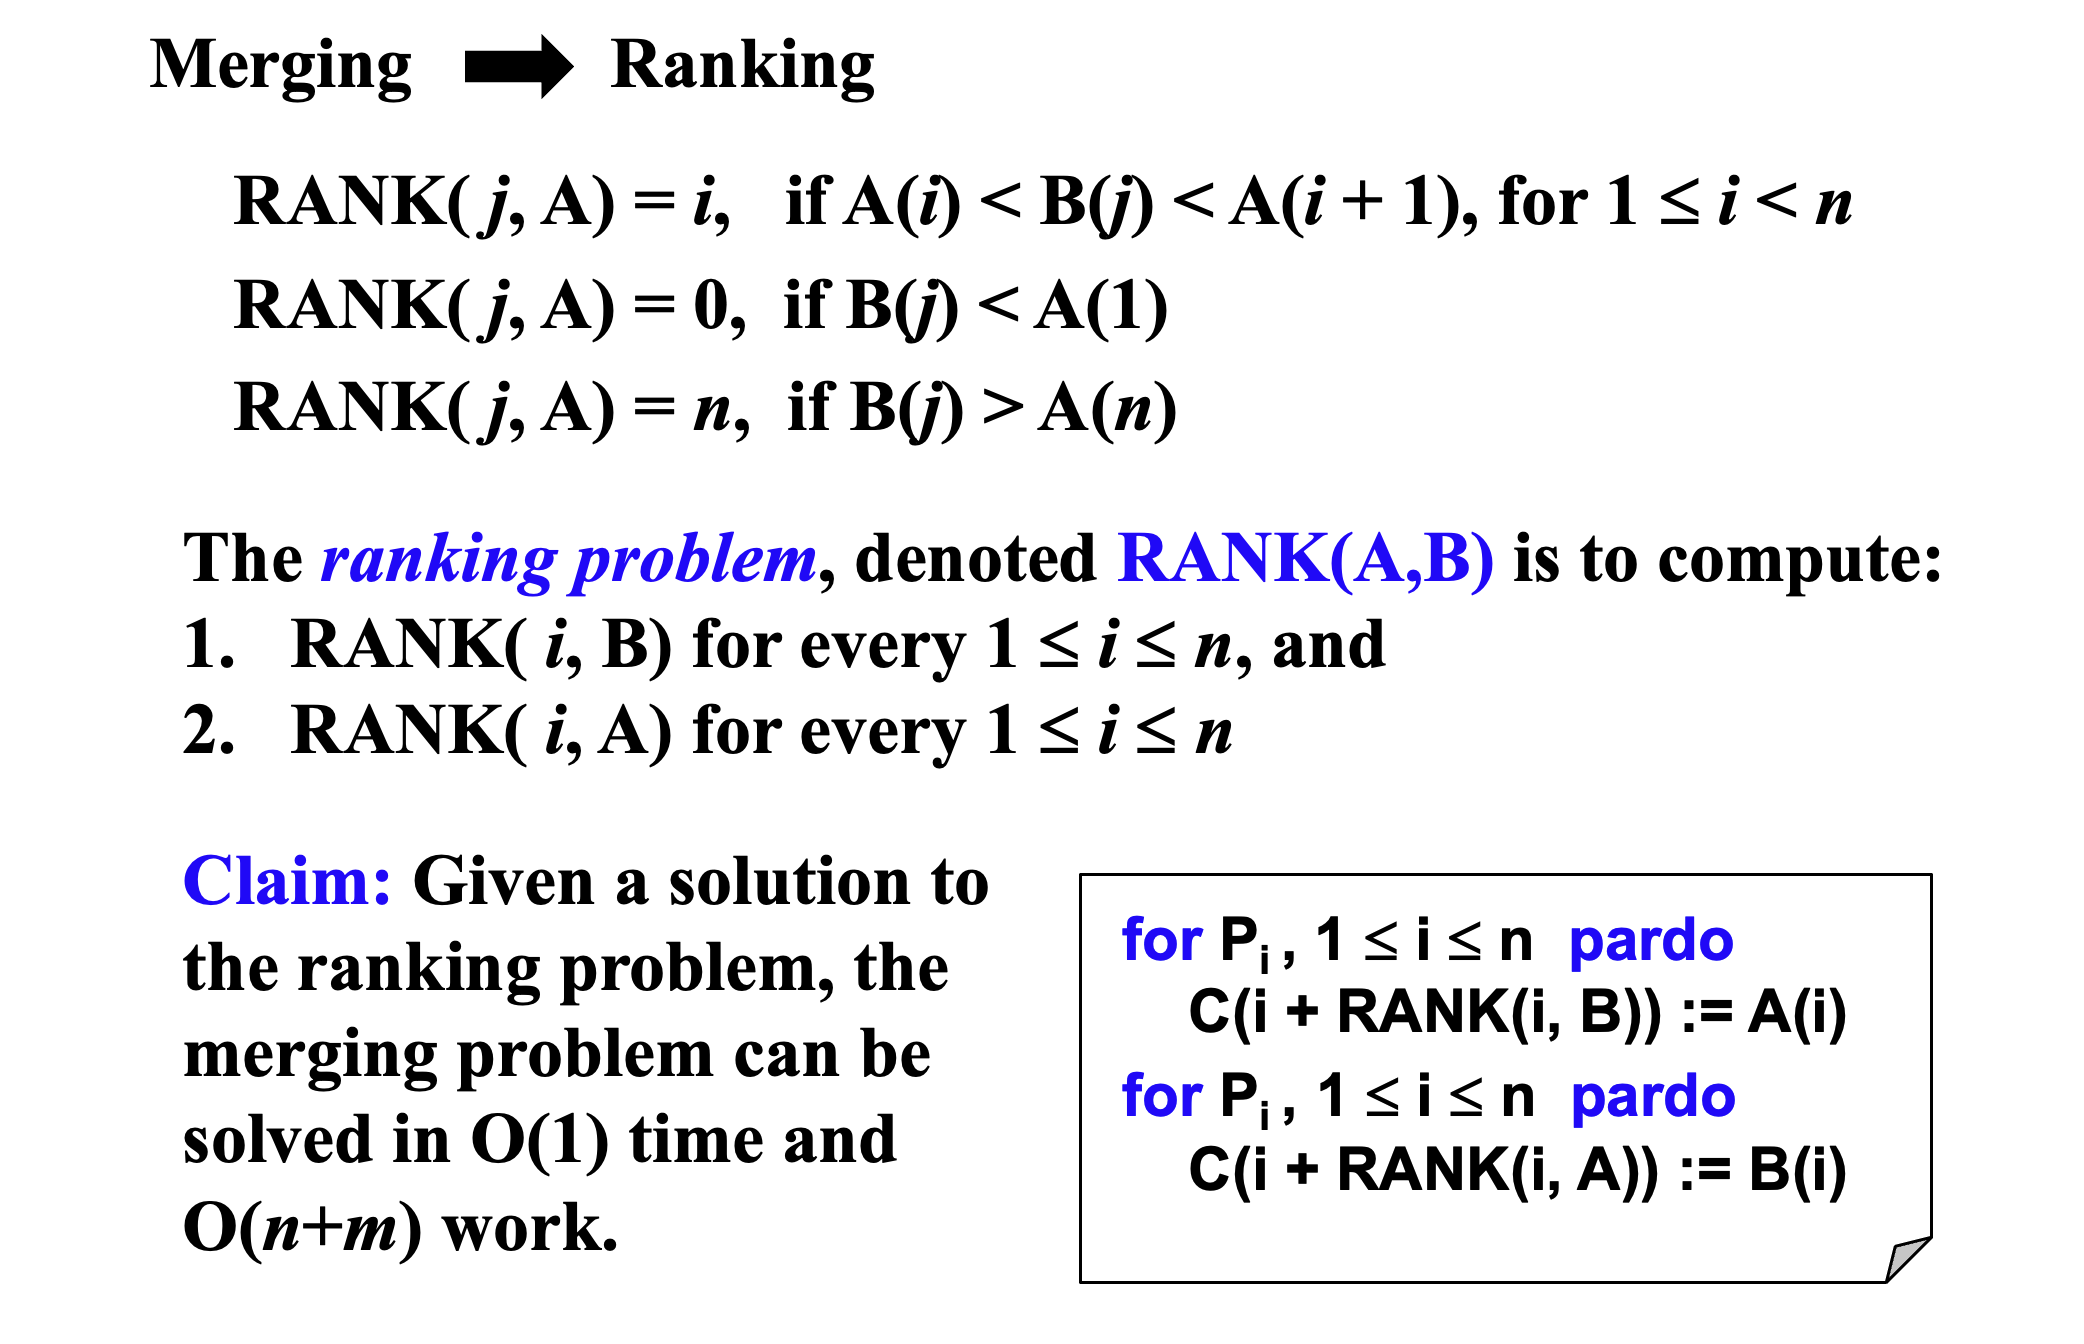 Merging Ranking
RANK( j, A) = i, if A(i) < B(j) < A(i + 1), for 1 ≤ i < n
RANK( j, A) = 0, if B(j) < A(1)
RANK( j, A) = n, if B(j) > A(n)
The ranking problem, denoted RANK(A,B) is to compute:
1. RANK( i, B) for every 1 ≤ i ≤ n, and
2. RANK( i, A) for every 1 ≤ i ≤ n
Claim: Given a solution to
the ranking problem, the
merging problem can be
solved in O(1) time and
O(n+m) work.
for Pᵢ , 1 ≤ i ≤ n pardo
C(i + RANK(i, B)) := A(i)
for Pᵢ , 1 ≤ i ≤ n pardo
C(i + RANK(i, A)) := B(i)